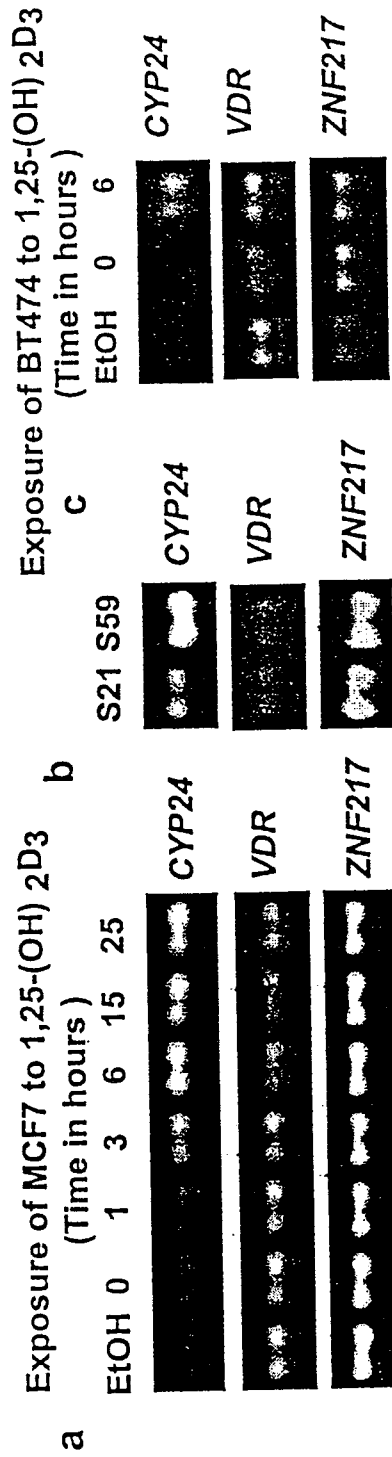 a
Exposure of MCF7 to 1,25-(OH) 2D3
(Time in hours )
EtOH 0 1 3 6 15 25
CYP24
VDR
ZNF217
b
S21 S59
CYP24
VDR
ZNF217
c
Exposure of BT474 to 1,25-(OH) 2D3
(Time in hours )
EtOH 0 6
CYP24
VDR
ZNF217